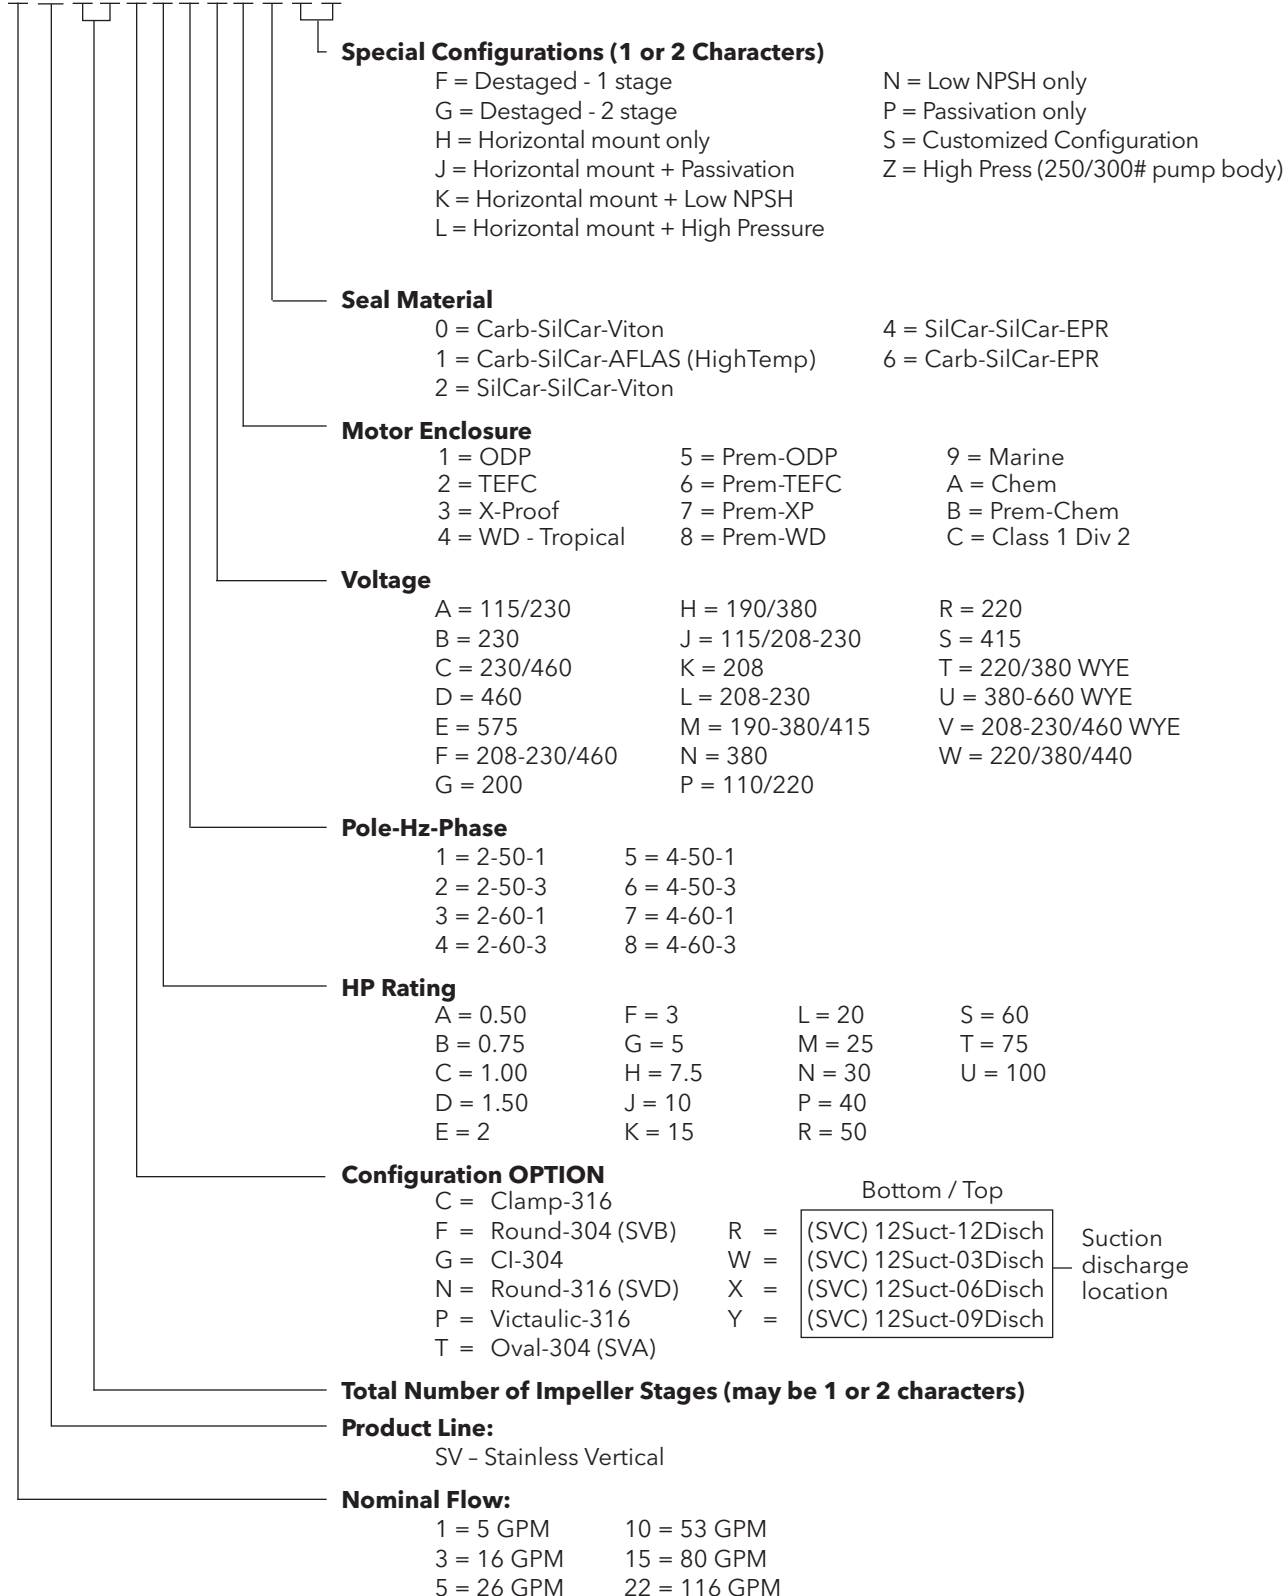 Special Configurations (1 or 2 Characters)
F = Destaged - 1 stage N = Low NPSH only
G = Destaged - 2 stage P = Passivation only
H = Horizontal mount only S = Customized Configuration
J = Horizontal mount + Passivation Z = High Press (250/300# pump body)
K = Horizontal mount + Low NPSH
L = Horizontal mount + High Pressure
Seal Material
0 = Carb-SilCar-Viton 4 = SilCar-SilCar-EPR
1 = Carb-SilCar-AFLAS (HighTemp) 6 = Carb-SilCar-EPR
2 = SilCar-SilCar-Viton
Motor Enclosure
1 = ODP 5 = Prem-ODP 9 = Marine
2 = TEFC 6 = Prem-TEFC A = Chem
3 = X-Proof 7 = Prem-XP B = Prem-Chem
4 = WD - Tropical 8 = Prem-WD C = Class 1 Div 2
Voltage
A = 115/230 H = 190/380 R = 220
B = 230 J = 115/208-230 S = 415
C = 230/460 K = 208 T = 220/380 WYE
D = 460 L = 208-230 U = 380-660 WYE
E = 575 M = 190-380/415 V = 208-230/460 WYE
F = 208-230/460 N = 380 W = 220/380/440
G = 200 P = 110/220
Pole-Hz-Phase
1 = 2-50-1 5 = 4-50-1
2 = 2-50-3 6 = 4-50-3
3 = 2-60-1 7 = 4-60-1
4 = 2-60-3 8 = 4-60-3
HP Rating
A = 0.50 F = 3 L = 20 S = 60
B = 0.75 G = 5 M = 25 T = 75
C = 1.00 H = 7.5 N = 30 U = 100
D = 1.50 J = 10 P = 40
E = 2 K = 15 R = 50
Configuration OPTION
C = Clamp-316 Bottom / Top
F = Round-304 (SVB) R = (SVC) 12Suct-12Disch Suction
G = CI-304 W = (SVC) 12Suct-03Disch discharge
N = Round-316 (SVD) X = (SVC) 12Suct-06Disch location
P = Victaulic-316 Y = (SVC) 12Suct-09Disch
T = Oval-304 (SVA)
Total Number of Impeller Stages (may be 1 or 2 characters)
Product Line:
SV – Stainless Vertical
Nominal Flow:
1 = 5 GPM 10 = 53 GPM
3 = 16 GPM 15 = 80 GPM
5 = 26 GPM 22 = 116 GPM